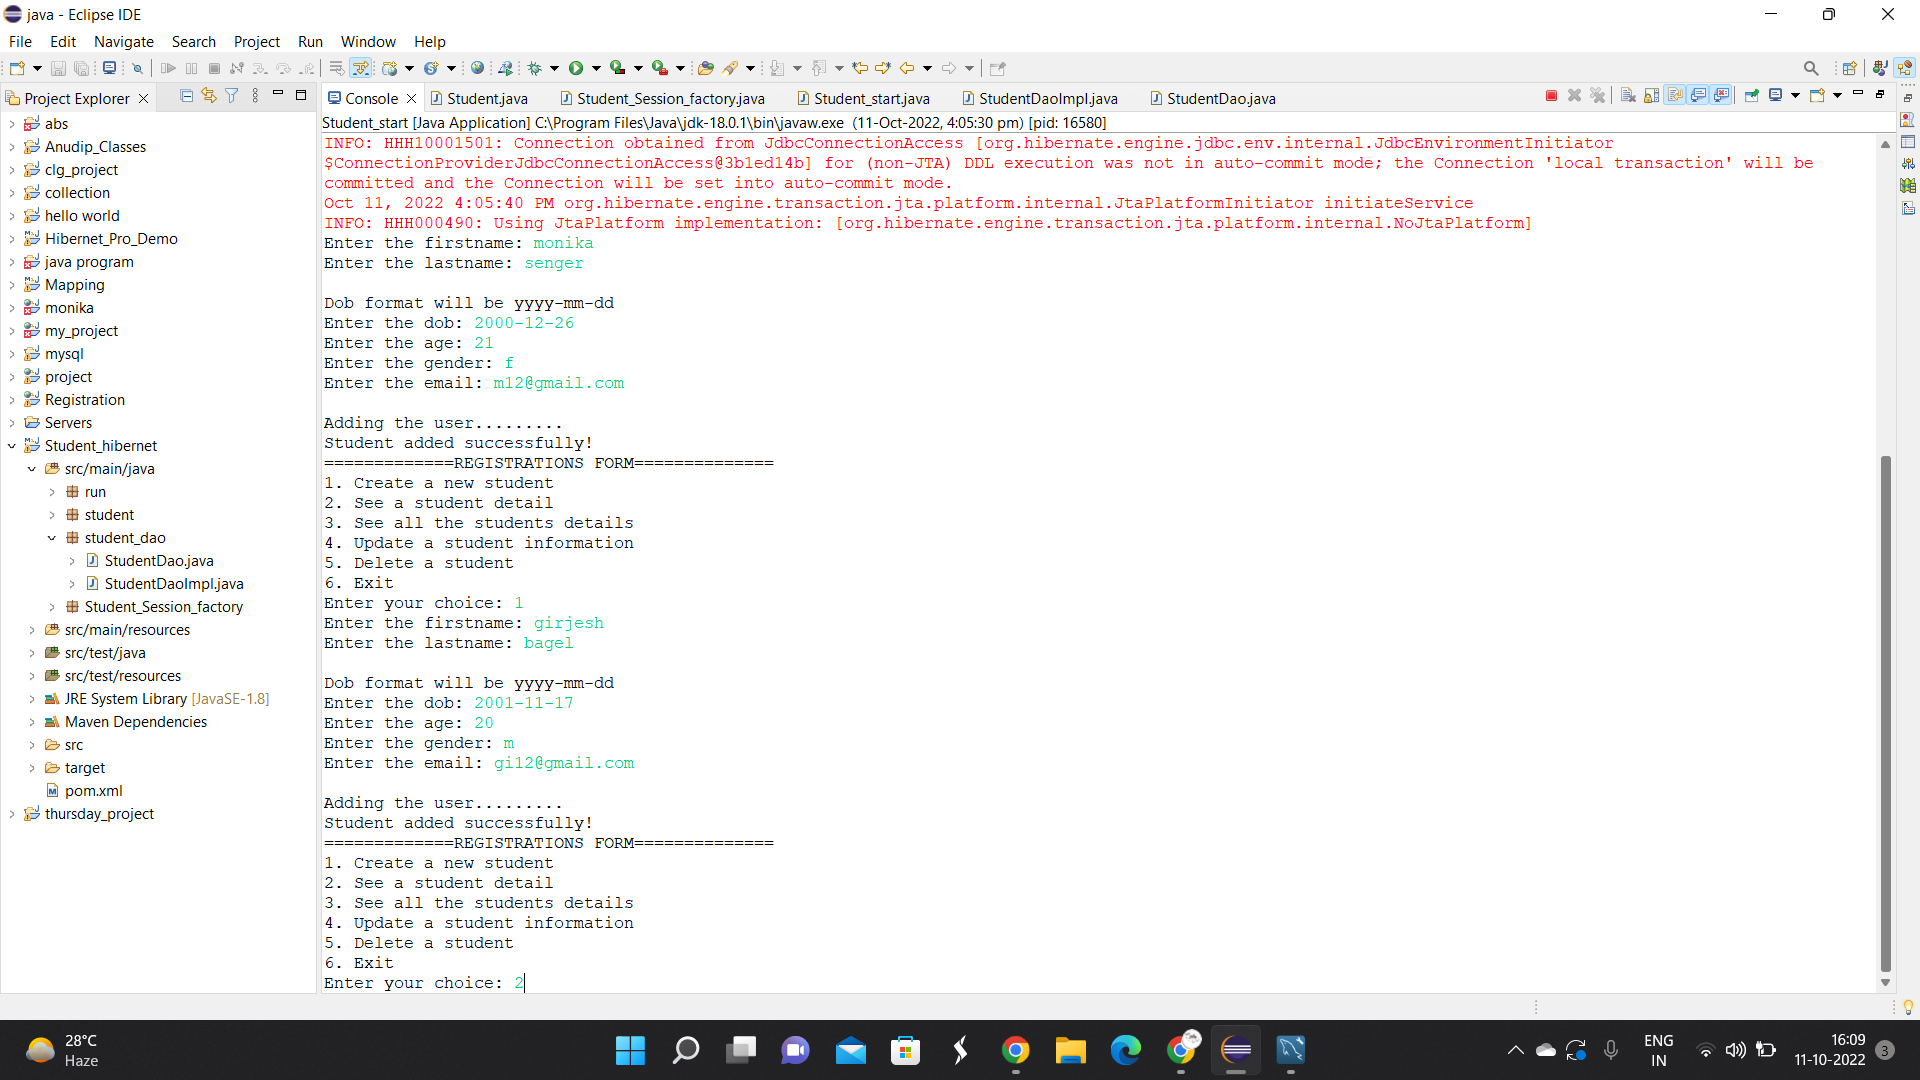 java - Eclipse IDE
File Edit Navigate Search Project Run Window Help
Project Explorer
abs
Anudip_Classes
clg_project
collection
hello world
Hibernet_Pro_Demo
java program
Mapping
monika
my_project
mysql
project
Registration
Servers
Student_hibernet
src/main/java
run
student
student_dao
StudentDao.java
StudentDaoImpl.java
Student_Session_factory
src/main/resources
src/test/java
src/test/resources
JRE System Library [JavaSE-1.8]
Maven Dependencies
src
target
pom.xml
thursday_project
Console Student.java Student_Session_factory.java Student_start.java StudentDaoImpl.java StudentDao.java
Student_start [Java Application] C:\Program Files\Java\jdk-18.0.1\bin\javaw.exe (11-Oct-2022, 4:05:30 pm) [pid: 16580]
INFO: HHH10001501: Connection obtained from JdbcConnectionAccess [org.hibernate.engine.jdbc.env.internal.JdbcEnvironmentInitiator
$ConnectionProviderJdbcConnectionAccess@3b1ed14b] for (non-JTA) DDL execution was not in auto-commit mode; the Connection 'local transaction' will be
committed and the Connection will be set into auto-commit mode.
Oct 11, 2022 4:05:40 PM org.hibernate.engine.transaction.jta.platform.internal.JtaPlatformInitiator initiateService
INFO: HHH000490: Using JtaPlatform implementation: [org.hibernate.engine.transaction.jta.platform.internal.NoJtaPlatform]
Enter the firstname: monika
Enter the lastname: senger
Dob format will be yyyy-mm-dd
Enter the dob: 2000-12-26
Enter the age: 21
Enter the gender: f
Enter the email: m12@gmail.com
Adding the user.........
Student added successfully!
=============REGISTRATIONS FORM==============
1. Create a new student
2. See a student detail
3. See all the students details
4. Update a student information
5. Delete a student
6. Exit
Enter your choice: 1
Enter the firstname: girjesh
Enter the lastname: bagel
Dob format will be yyyy-mm-dd
Enter the dob: 2001-11-17
Enter the age: 20
Enter the gender: m
Enter the email: gi12@gmail.com
Adding the user.........
Student added successfully!
=============REGISTRATIONS FORM==============
1. Create a new student
2. See a student detail
3. See all the students details
4. Update a student information
5. Delete a student
6. Exit
Enter your choice: 2
28°C
Haze
ENG
IN
16:09
11-10-2022
3